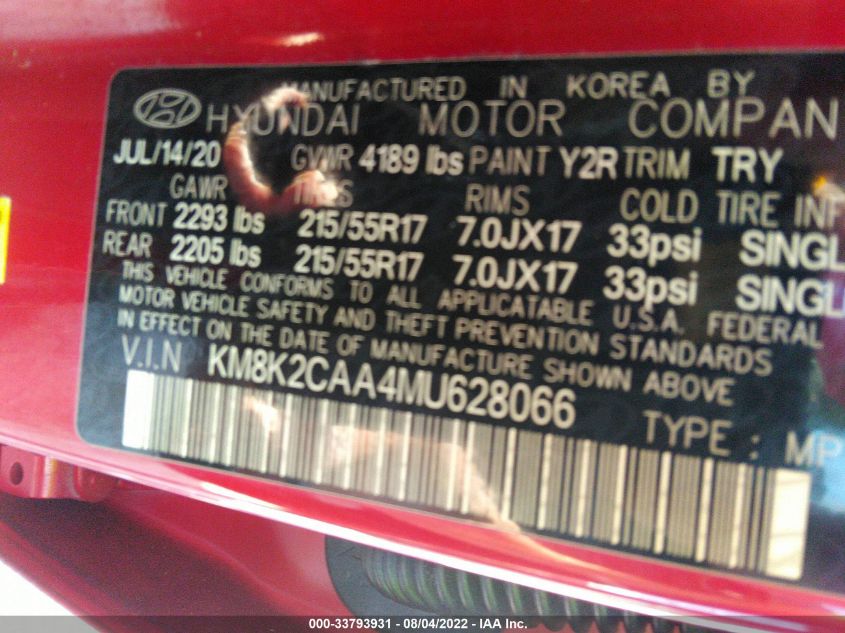 MANUFACTURED IN KOREA BY
HYUNDAI MOTOR COMPAN
JUL/14/20 GVWR 4189 lbs PAINT Y2R TRIM TRY
GAWR TIRES RIMS COLD TIRE INF
FRONT 2293 lbs 215/55R17 7.0JX17 33psi SINGL
REAR 2205 lbs 215/55R17 7.0JX17 33psi SINGL
THIS VEHICLE CONFORMS TO ALL APPLICATABLE U.S.A. FEDERAL
MOTOR VEHICLE SAFETY AND THEFT PREVENTION STANDARDS
IN EFFECT ON THE DATE OF MANUFACTURE SHOWN ABOVE
V.I.N KM8K2CAA4MU628066
TYPE : MP
000-33793931 - 08/04/2022 - IAA Inc.